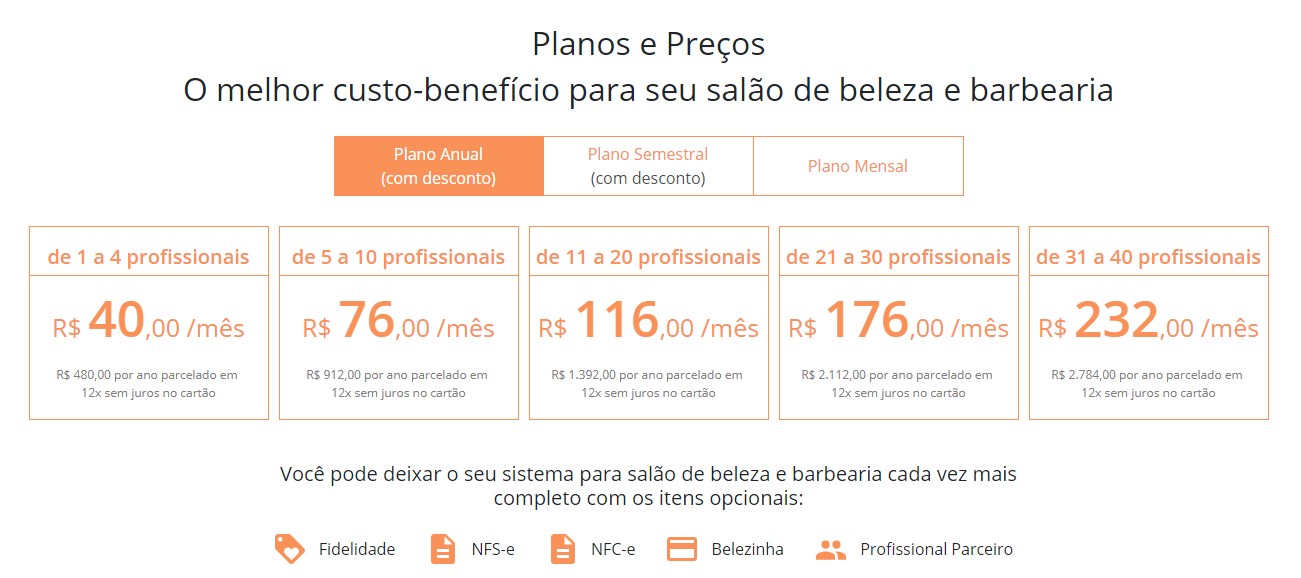 Planos e Preços
O melhor custo-benefício para seu salão de beleza e barbearia
Plano Anual
(com desconto)
Plano Semestral
(com desconto)
Plano Mensal
de 1 a 4 profissionais
R$ 40,00 /mês
R$ 480,00 por ano parcelado em
12x sem juros no cartão
de 5 a 10 profissionais
R$ 76,00 /mês
R$ 912,00 por ano parcelado em
12x sem juros no cartão
de 11 a 20 profissionais
R$ 116,00 /mês
R$ 1.392,00 por ano parcelado em
12x sem juros no cartão
de 21 a 30 profissionais
R$ 176,00 /mês
R$ 2.112,00 por ano parcelado em
12x sem juros no cartão
de 31 a 40 profissionais
R$ 232,00 /mês
R$ 2.784,00 por ano parcelado em
12x sem juros no cartão
Você pode deixar o seu sistema para salão de beleza e barbearia cada vez mais
completo com os itens opcionais:
Fidelidade
NFS-e
NFC-e
Belezinha
Profissional Parceiro